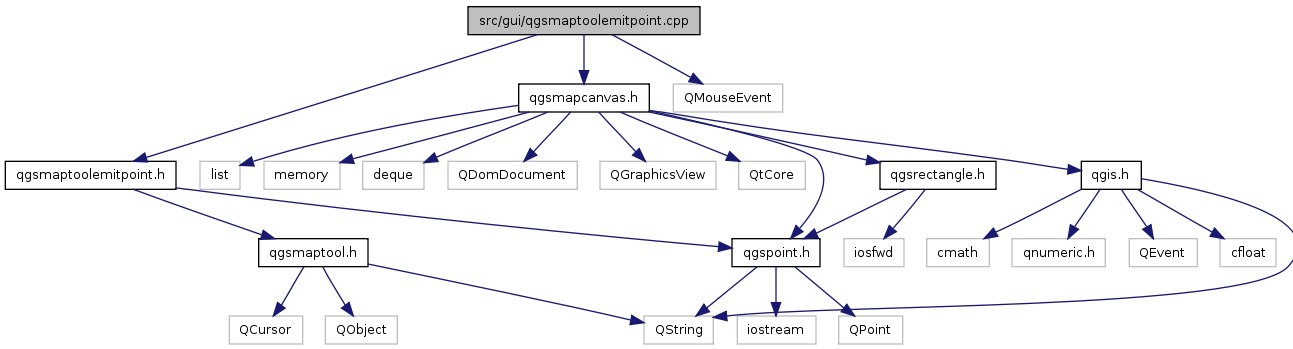 src/gui/qgsmaptoolemitpoint.cpp
qgsmapcanvas.h
QMouseEvent
qgsmaptoolemitpoint.h
list
memory
deque
QDomDocument
QGraphicsView
QtCore
qgsrectangle.h
qgis.h
qgsmaptool.h
qgspoint.h
iosfwd
cmath
qnumeric.h
QEvent
cfloat
QCursor
QObject
QString
iostream
QPoint